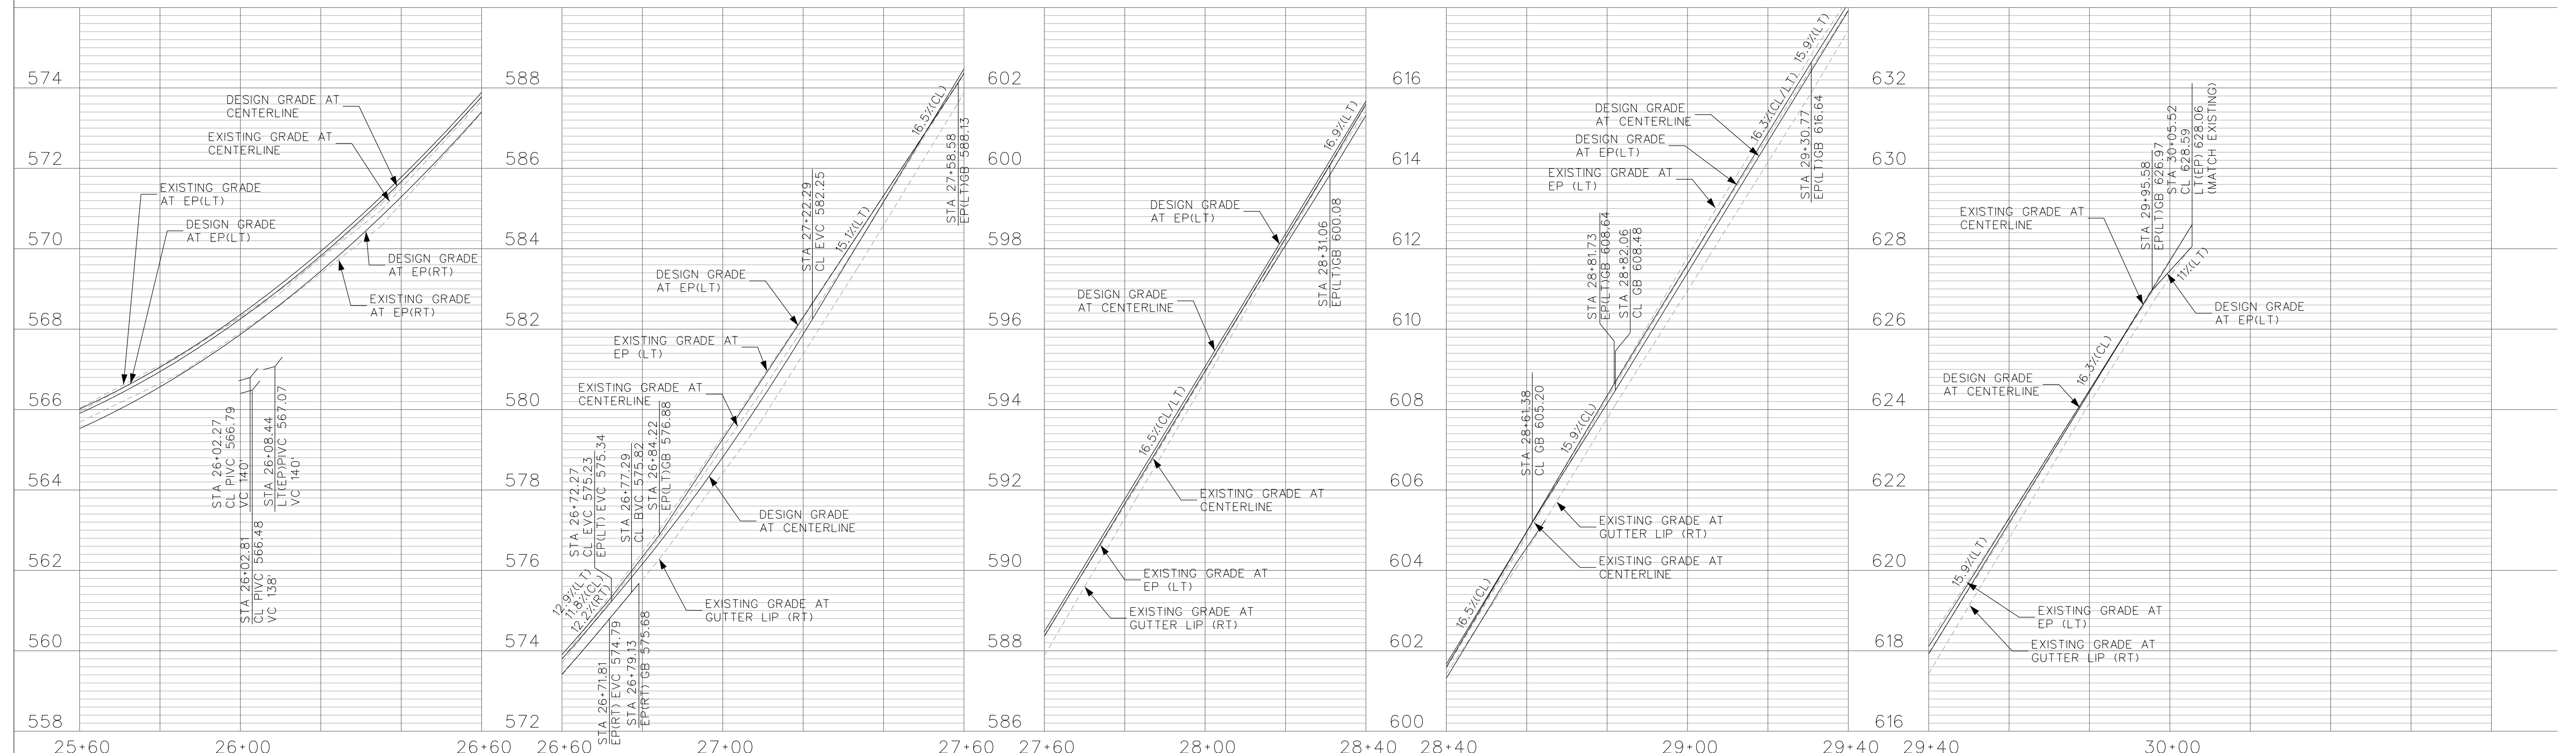 574
572
570
568
566
564
562
560
558
DESIGN GRADE AT
CENTERLINE
EXISTING GRADE AT
CENTERLINE
EXISTING GRADE
AT EP(LT)
DESIGN GRADE
AT EP(LT)
DESIGN GRADE
AT EP(RT)
EXISTING GRADE
AT EP(RT)
STA 26+02.27
CL PIVC 566.79
VC 140'
STA 26+08.44
LT(EP)PIVC 567.07
VC 140'
STA 26+02.81
CL PIVC 566.48
VC 138'
25+60
26+00
26+60
588
586
584
582
580
578
576
574
572
16.5%(CL)
STA 27+58.58
EP(LT)GB 588.13
STA 27+22.29
CL EVC 582.25
15.1%(LT)
DESIGN GRADE
AT EP(LT)
EXISTING GRADE AT
EP (LT)
EXISTING GRADE AT
CENTERLINE
STA 26+72.27
CL EVC 575.23
EP(LT) EVC 575.34
STA 26+77.29
CL BVC 575.82
STA 26+84.22
EP(LT)GB 576.88
DESIGN GRADE
AT CENTERLINE
12.9%(LT)
11.8%(CL)
12.2%(RT)
EXISTING GRADE AT
GUTTER LIP (RT)
STA 26+71.81
EP(RT) EVC 574.79
STA 26+79.13
EP(RT) GB 575.68
26+60
27+00
27+60
602
600
598
596
594
592
590
588
586
16.9%(LT)
DESIGN GRADE
AT EP(LT)
STA 28+31.06
EP(LT)GB 600.08
DESIGN GRADE
AT CENTERLINE
16.5%(CL/LT)
EXISTING GRADE AT
CENTERLINE
EXISTING GRADE AT
EP (LT)
EXISTING GRADE AT
GUTTER LIP (RT)
27+60
28+00
28+40
616
614
612
610
608
606
604
602
600
15.9%(LT)
16.3%(CL/LT)
DESIGN GRADE
AT CENTERLINE
DESIGN GRADE
AT EP(LT)
EXISTING GRADE AT
EP (LT)
STA 29+30.77
EP(LT)GB 616.64
STA 28+81.73
EP(LT)GB 608.64
STA 28+82.06
CL GB 608.48
STA 28+61.38
CL GB 605.20
15.9%(CL)
EXISTING GRADE AT
GUTTER LIP (RT)
EXISTING GRADE AT
CENTERLINE
16.5%(CL)
28+40
29+00
29+40
632
630
628
626
624
622
620
618
616
STA 29+95.58
EP(LT)GB 626.97
STA 30+05.52
CL 628.59
LT(EP) 628.06
(MATCH EXISTING)
EXISTING GRADE AT
CENTERLINE
11%(LT)
DESIGN GRADE
AT EP(LT)
16.3%(CL)
DESIGN GRADE
AT CENTERLINE
15.9%(LT)
EXISTING GRADE AT
EP (LT)
EXISTING GRADE AT
GUTTER LIP (RT)
29+40
30+00